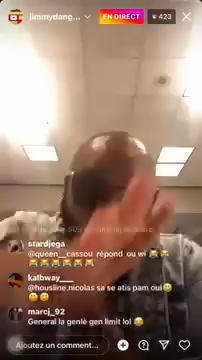 jimmydang...
EN DIRECT
423
stardjega
@queen__cassou répond ou wi 😭😭
😭😭😭😭😭😭
kalbway___
@housline.nicolas sa se atis pam oui🙂
😀😋
marcj_92
General la geniè gen limit lol 😂
Ajoutez un comment...